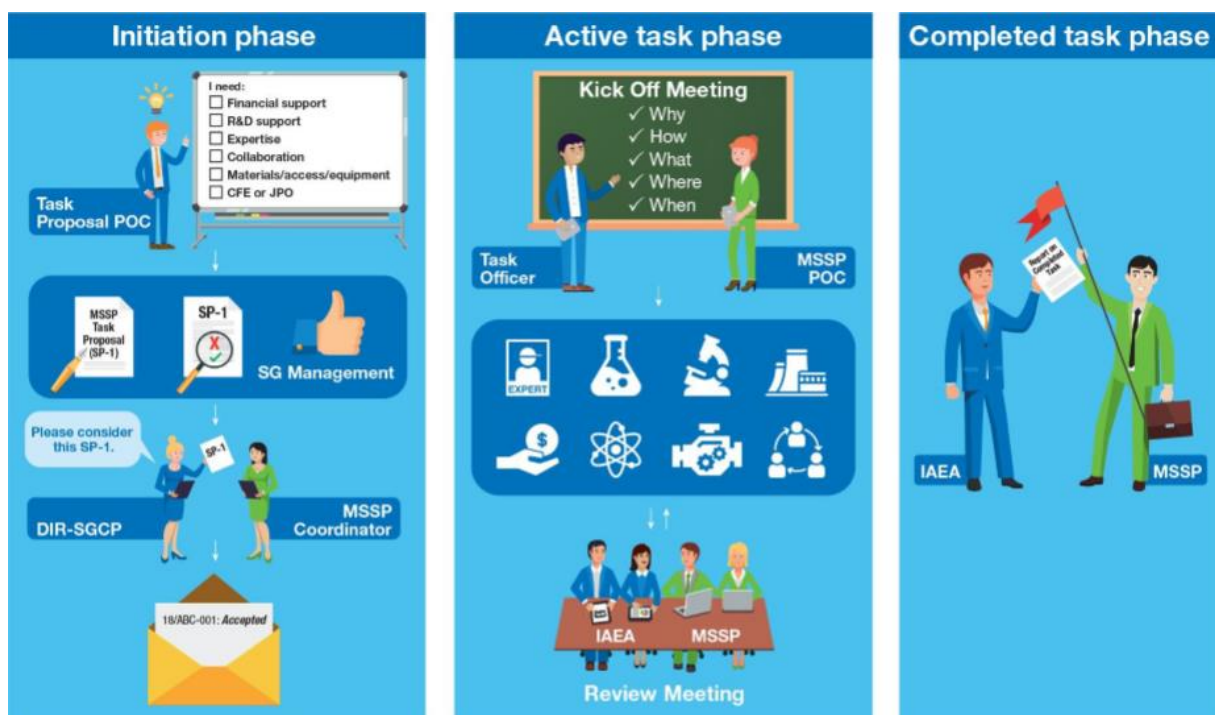 Initiation phase
I need:
Financial support
R&D support
Expertise
Collaboration
Materials/access/equipment
CFE or JPO
Task
Proposal POC
MSSP
Task
Proposal
(SP-1)
SP-1
SG Management
Please consider
this SP-1.
SP-1
DIR-SGCP
MSSP
Coordinator
18/ABC-001: Accepted
Active task phase
Kick Off Meeting
✓ Why
✓ How
✓ What
✓ Where
✓ When
Task
Officer
MSSP
POC
EXPERT
$
IAEA
MSSP
Review Meeting
Completed task phase
Report on
Completed
Task
IAEA
MSSP